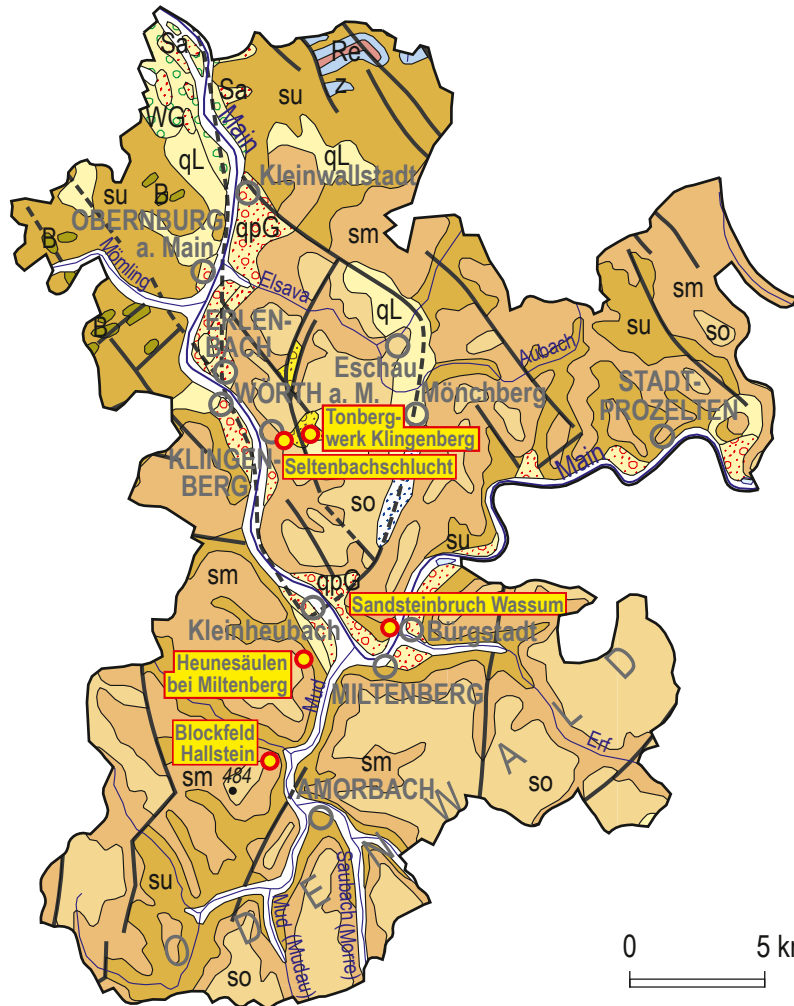 Sa
Re
z
Sa
su
WG
Main
qL
qL
Kleinwallstadt
su
B
OBERNBURG
a. Main
qpG
sm
B
Mömling
Elsava
sm
qL
su
so
B
ERLEN-
BACH
Eschau
Aubach
WÖRTH a. M.
Mönchberg
STADT-
PROZELTEN
Tonberg-
werk Klingenberg
KLINGEN-
BERG
Seltenbachschlucht
Main
so
su
sm
qpG
Sandsteinbruch Wassum
Kleinheubach
Bürgstadt
Heunesäulen
bei Miltenberg
Mud
MILTENBERG
Erf
Blockfeld
Hallstein
sm
484
sm
so
AMORBACH
ODENWALD
su
Mud (Mudau)
Saubach (Morre)
so
0 5 km